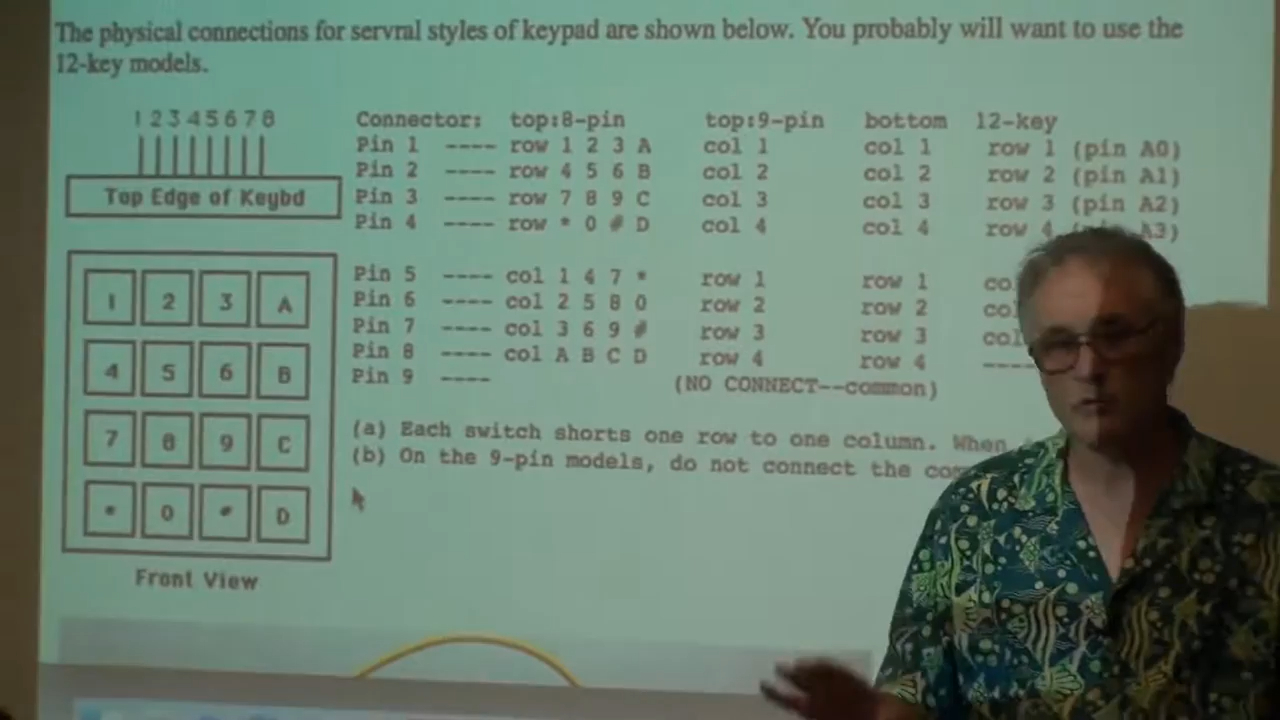 The physical connections for servral styles of keypad are shown below. You probably will want to use the
12-key models.
1 2 3 4 5 6 7 8
Top Edge of Keybd
Connector: top:8-pin top:9-pin bottom 12-key
Pin 1 ---- row 1 2 3 A col 1 col 1 row 1 (pin A0)
Pin 2 ---- row 4 5 6 B col 2 col 2 row 2 (pin A1)
Pin 3 ---- row 7 8 9 C col 3 col 3 row 3 (pin A2)
Pin 4 ---- row * 0 # D col 4 col 4 row 4 A3)
Pin 5 ---- col 1 4 7 * row 1 row 1 co
Pin 6 ---- col 2 5 8 0 row 2 row 2 co
Pin 7 ---- col 3 6 9 # row 3 row 3 col
Pin 8 ---- col A B C D row 4 row 4 ----
Pin 9 ---- (NO CONNECT--common)
1 2 3 A
4 5 6 B
7 8 9 C
* 0 # D
Front View
(a) Each switch shorts one row to one column. When
(b) On the 9-pin models, do not connect the